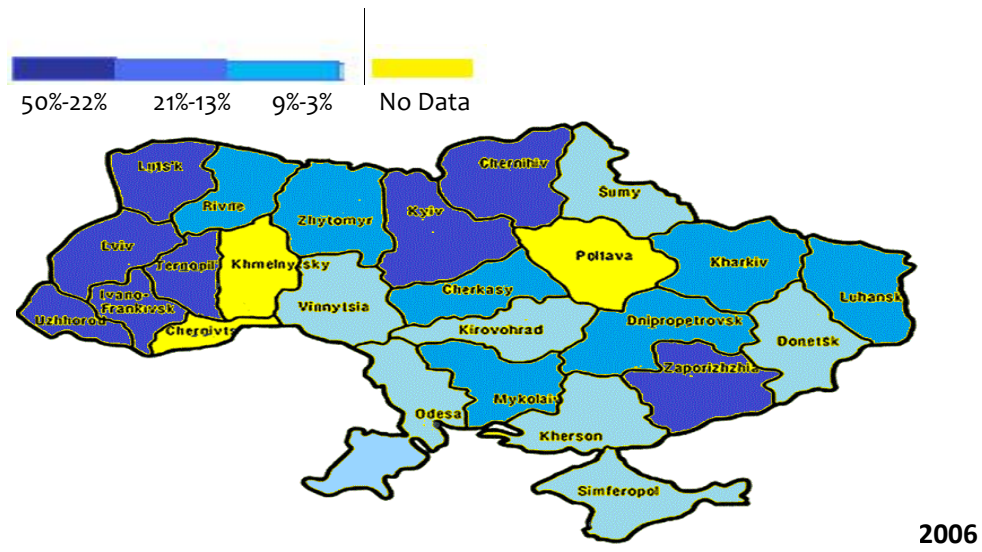 50%-22% 21%-13% 9%-3% No Data
Lutsk
Chernihiv
Sumy
Rivne
Zhytomyr
Kyiv
Lviv
Ternopil
Khmelnytsky
Poltava
Kharkiv
Ivano-
Frankivsk
Vinnytsia
Cherkasy
Luhansk
Uzhhorod
Chernivts
Kirovohrad
Dnipropetrovsk
Donetsk
Zaporizhzhia
Mykolaiv
Odesa
Kherson
Simferopol
2006